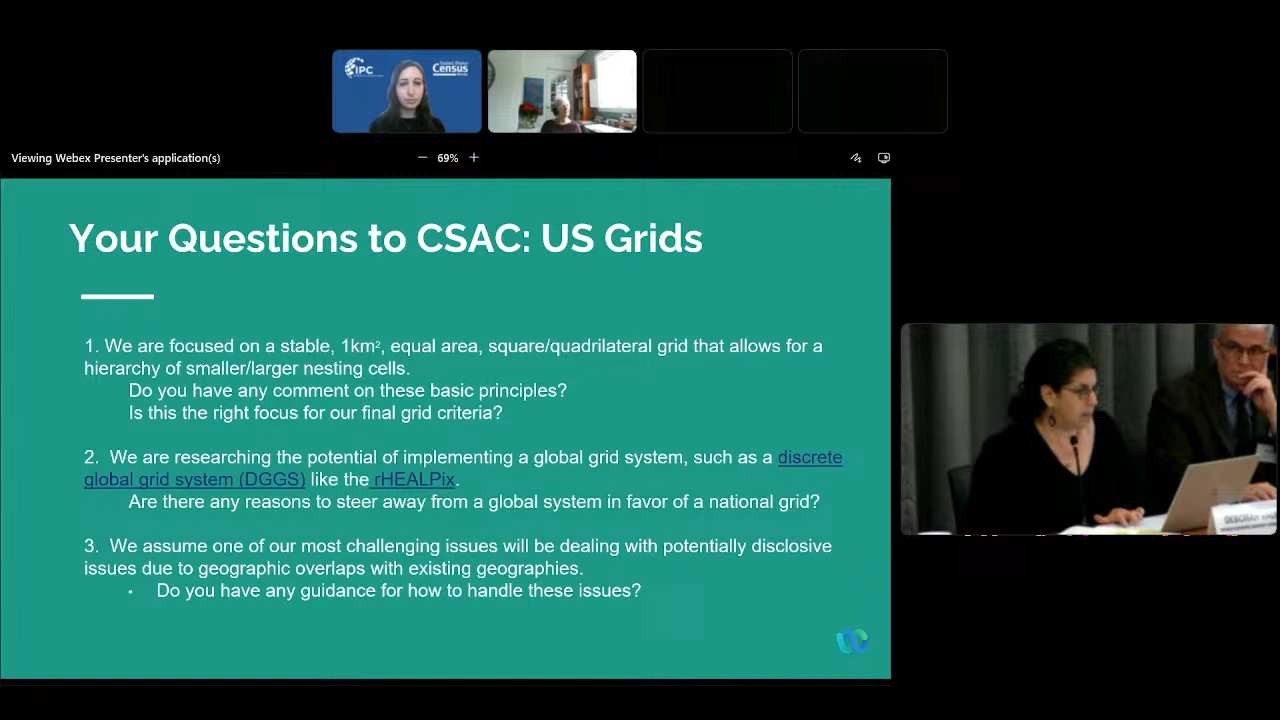 IPC
United States
Census
Viewing Webex Presenter's application(s)
69%
Your Questions to CSAC: US Grids
1. We are focused on a stable, 1km², equal area, square/quadrilateral grid that allows for a
hierarchy of smaller/larger nesting cells.
Do you have any comment on these basic principles?
Is this the right focus for our final grid criteria?
2. We are researching the potential of implementing a global grid system, such as a discrete
global grid system (DGGS) like the rHEALPix.
Are there any reasons to steer away from a global system in favor of a national grid?
3. We assume one of our most challenging issues will be dealing with potentially disclosive
issues due to geographic overlaps with existing geographies.
• Do you have any guidance for how to handle these issues?
DEBORAH